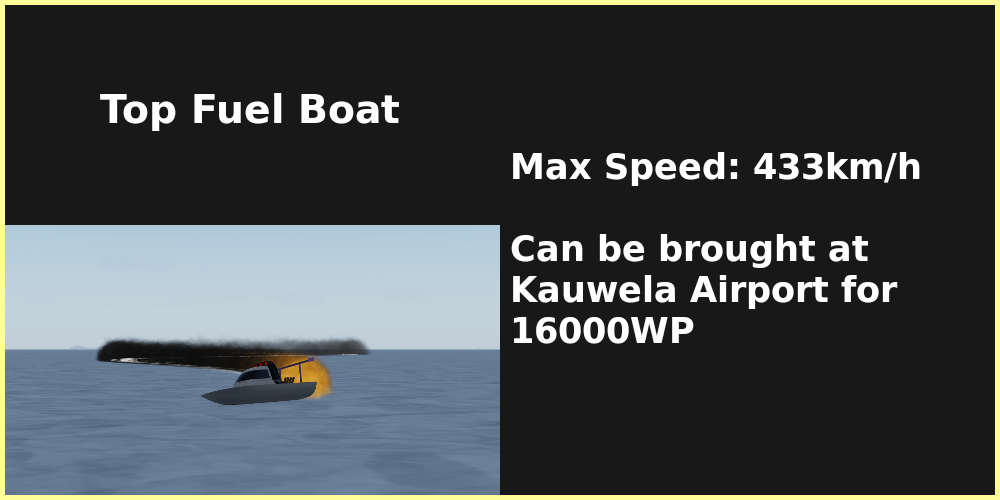 Top Fuel Boat
Max Speed: 433km/h
Can be brought at
Kauwela Airport for
16000WP